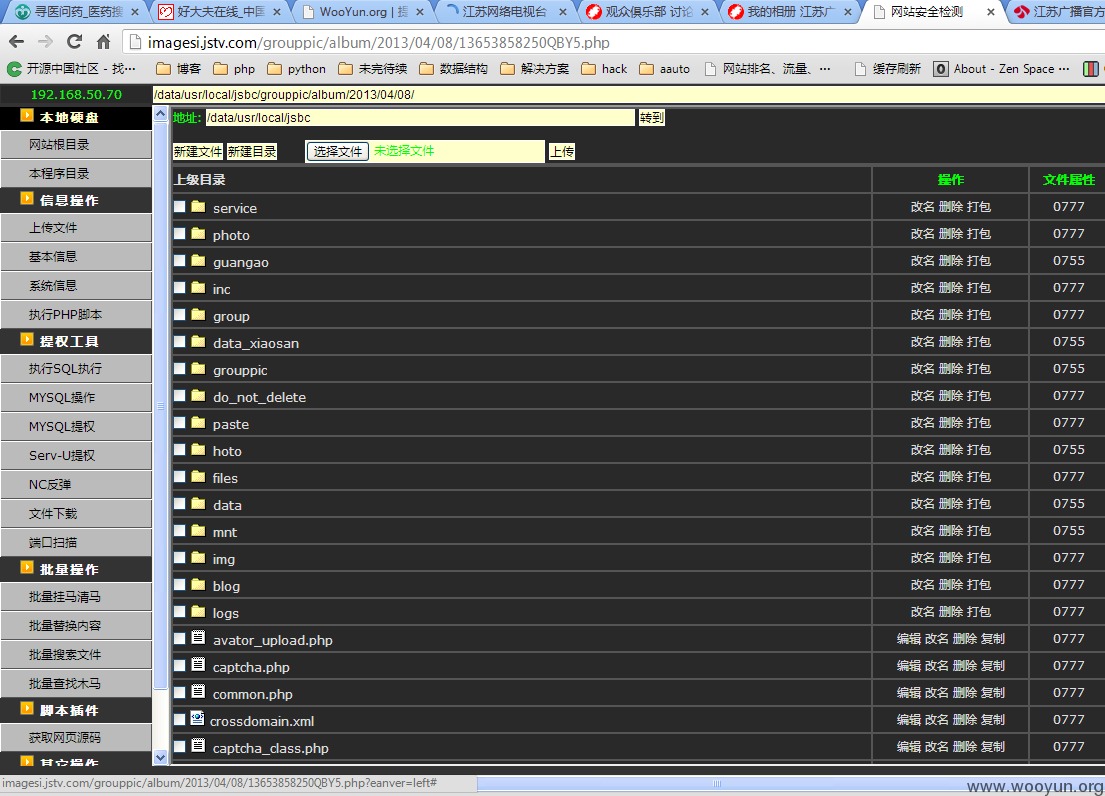 寻医问药_医药搜
好大夫在线_中国
WooYun.org | 提
江苏网络电视台
观众俱乐部 讨论
我的相册 江苏广
网站安全检测
江苏广播官方
imagesi.jstv.com/grouppic/album/2013/04/08/13653858250QBY5.php
开源中国社区 - 找…
博客
php
python
未完待续
数据结构
解决方案
hack
aauto
网站排名、流量、…
缓存刷新
About - Zen Space …
192.168.50.70
/data/usr/local/jsbc/grouppic/album/2013/04/08/
本地硬盘
网站根目录
本程序目录
信息操作
上传文件
基本信息
系统信息
执行PHP脚本
提权工具
执行SQL执行
MYSQL操作
MYSQL提权
Serv-U提权
NC反弹
文件下载
端口扫描
批量操作
批量挂马清马
批量替换内容
批量搜素文件
批量查找木马
脚本插件
获取网页源码
其它操作
地址: /data/usr/local/jsbc 转到
新建文件 新建目录 选择文件 未选择文件 上传
上级目录 操作 文件属性
service 改名 删除 打包 0777
photo 改名 删除 打包 0777
guangao 改名 删除 打包 0755
inc 改名 删除 打包 0777
group 改名 删除 打包 0777
data_xiaosan 改名 删除 打包 0755
grouppic 改名 删除 打包 0755
do_not_delete 改名 删除 打包 0777
paste 改名 删除 打包 0777
hoto 改名 删除 打包 0755
files 改名 删除 打包 0777
data 改名 删除 打包 0755
mnt 改名 删除 打包 0755
img 改名 删除 打包 0777
blog 改名 删除 打包 0777
logs 改名 删除 打包 0777
avator_upload.php 编辑 改名 删除 复制 0777
captcha.php 编辑 改名 删除 复制 0777
common.php 编辑 改名 删除 复制 0777
crossdomain.xml 编辑 改名 删除 复制 0777
captcha_class.php 编辑 改名 删除 复制 0777
imagesi.jstv.com/grouppic/album/2013/04/08/13653858250QBY5.php?eanver=left#
www.wooyun.org